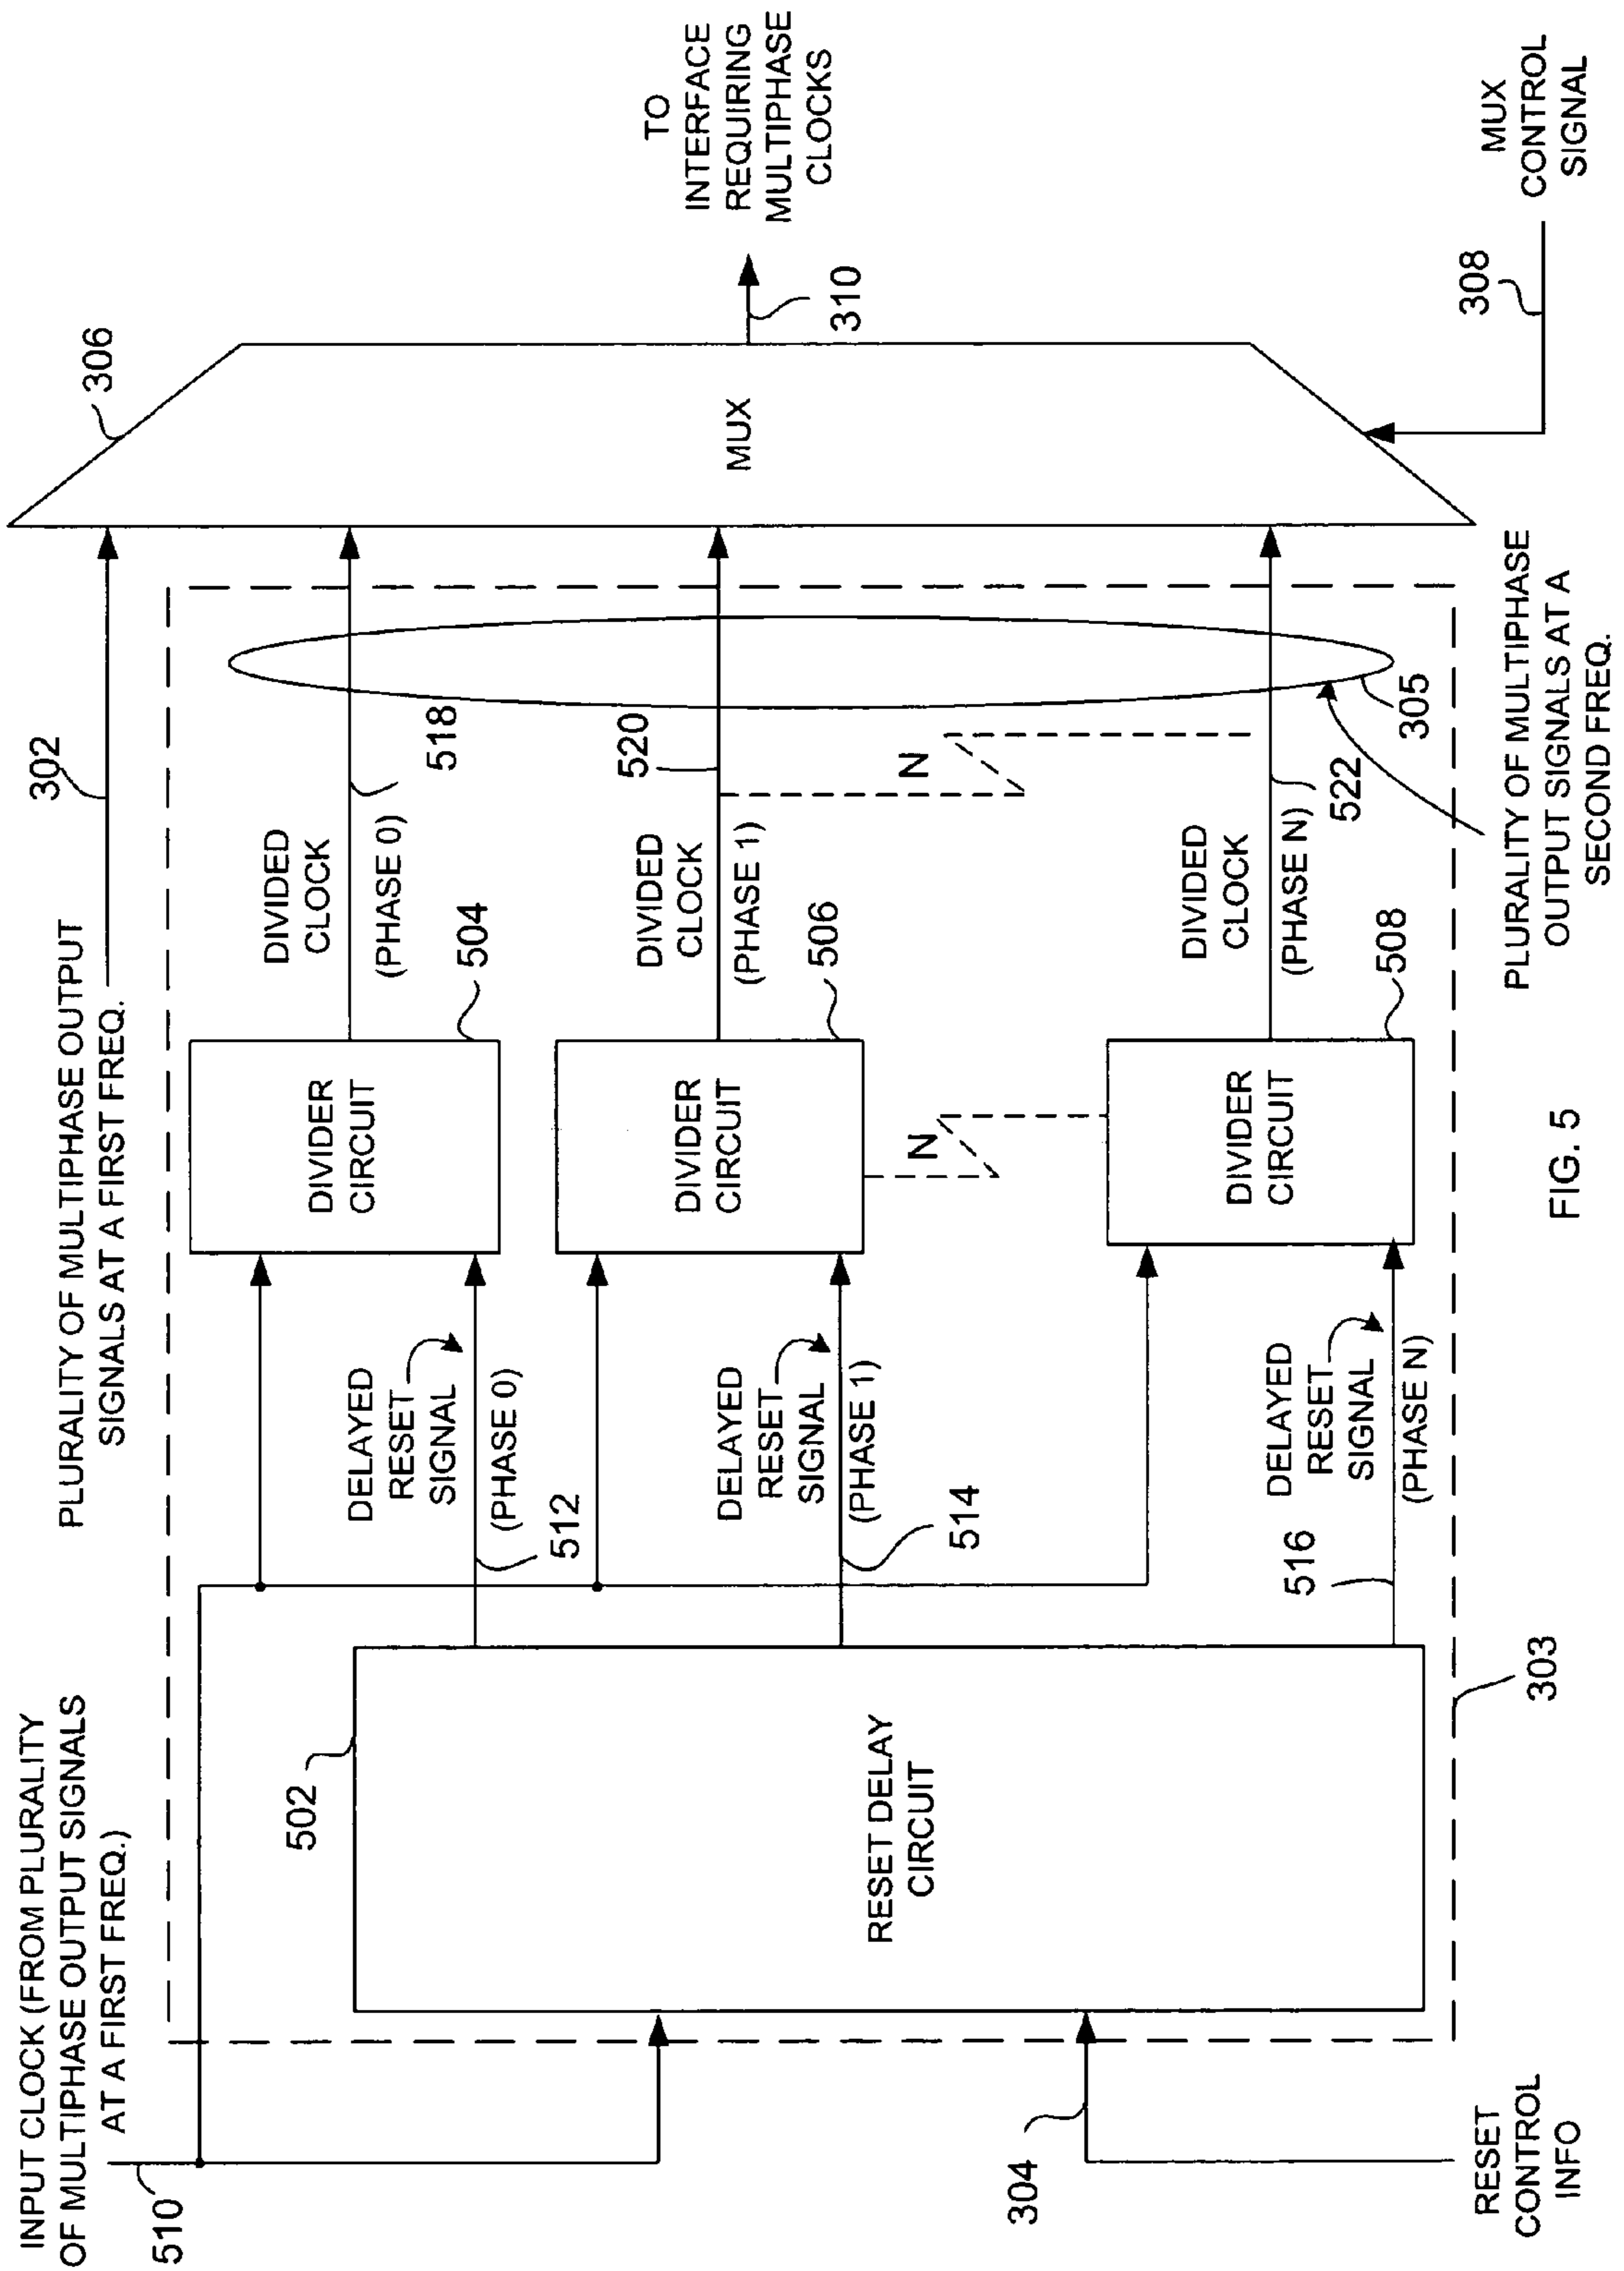 INPUT CLOCK (FROM PLURALITY
OF MULTIPHASE OUTPUT SIGNALS
AT A FIRST FREQ.)
510
PLURALITY OF MULTIPHASE OUTPUT
SIGNALS AT A FIRST FREQ.
302
306
502
RESET DELAY
CIRCUIT
DELAYED
RESET
SIGNAL
(PHASE 0)
512
DIVIDER
CIRCUIT
504
DIVIDED
CLOCK
(PHASE 0)
518
DELAYED
RESET
SIGNAL
(PHASE 1)
514
DIVIDER
CIRCUIT
506
DIVIDED
CLOCK
(PHASE 1)
520
N
N
MUX
310
TO
INTERFACE
REQUIRING
MULTIPHASE
CLOCKS
304
RESET
CONTROL
INFO
516
DELAYED
RESET
SIGNAL
(PHASE N)
DIVIDER
CIRCUIT
508
DIVIDED
CLOCK
(PHASE N)
522
305
308
MUX
CONTROL
SIGNAL
303
PLURALITY OF MULTIPHASE
OUTPUT SIGNALS AT A
SECOND FREQ.
FIG. 5